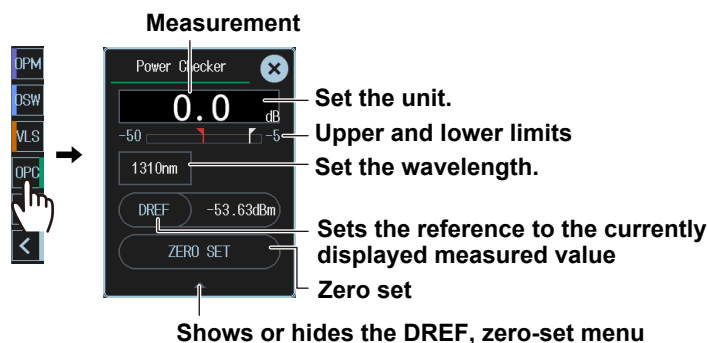 Measurement
OPM
OSW
VLS
OPC
<
Power Checker
0.0 dB
-50 -5
1310nm
DREF -53.63dBm
ZERO SET
Set the unit.
Upper and lower limits
Set the wavelength.
Sets the reference to the currently
displayed measured value
Zero set
Shows or hides the DREF, zero-set menu